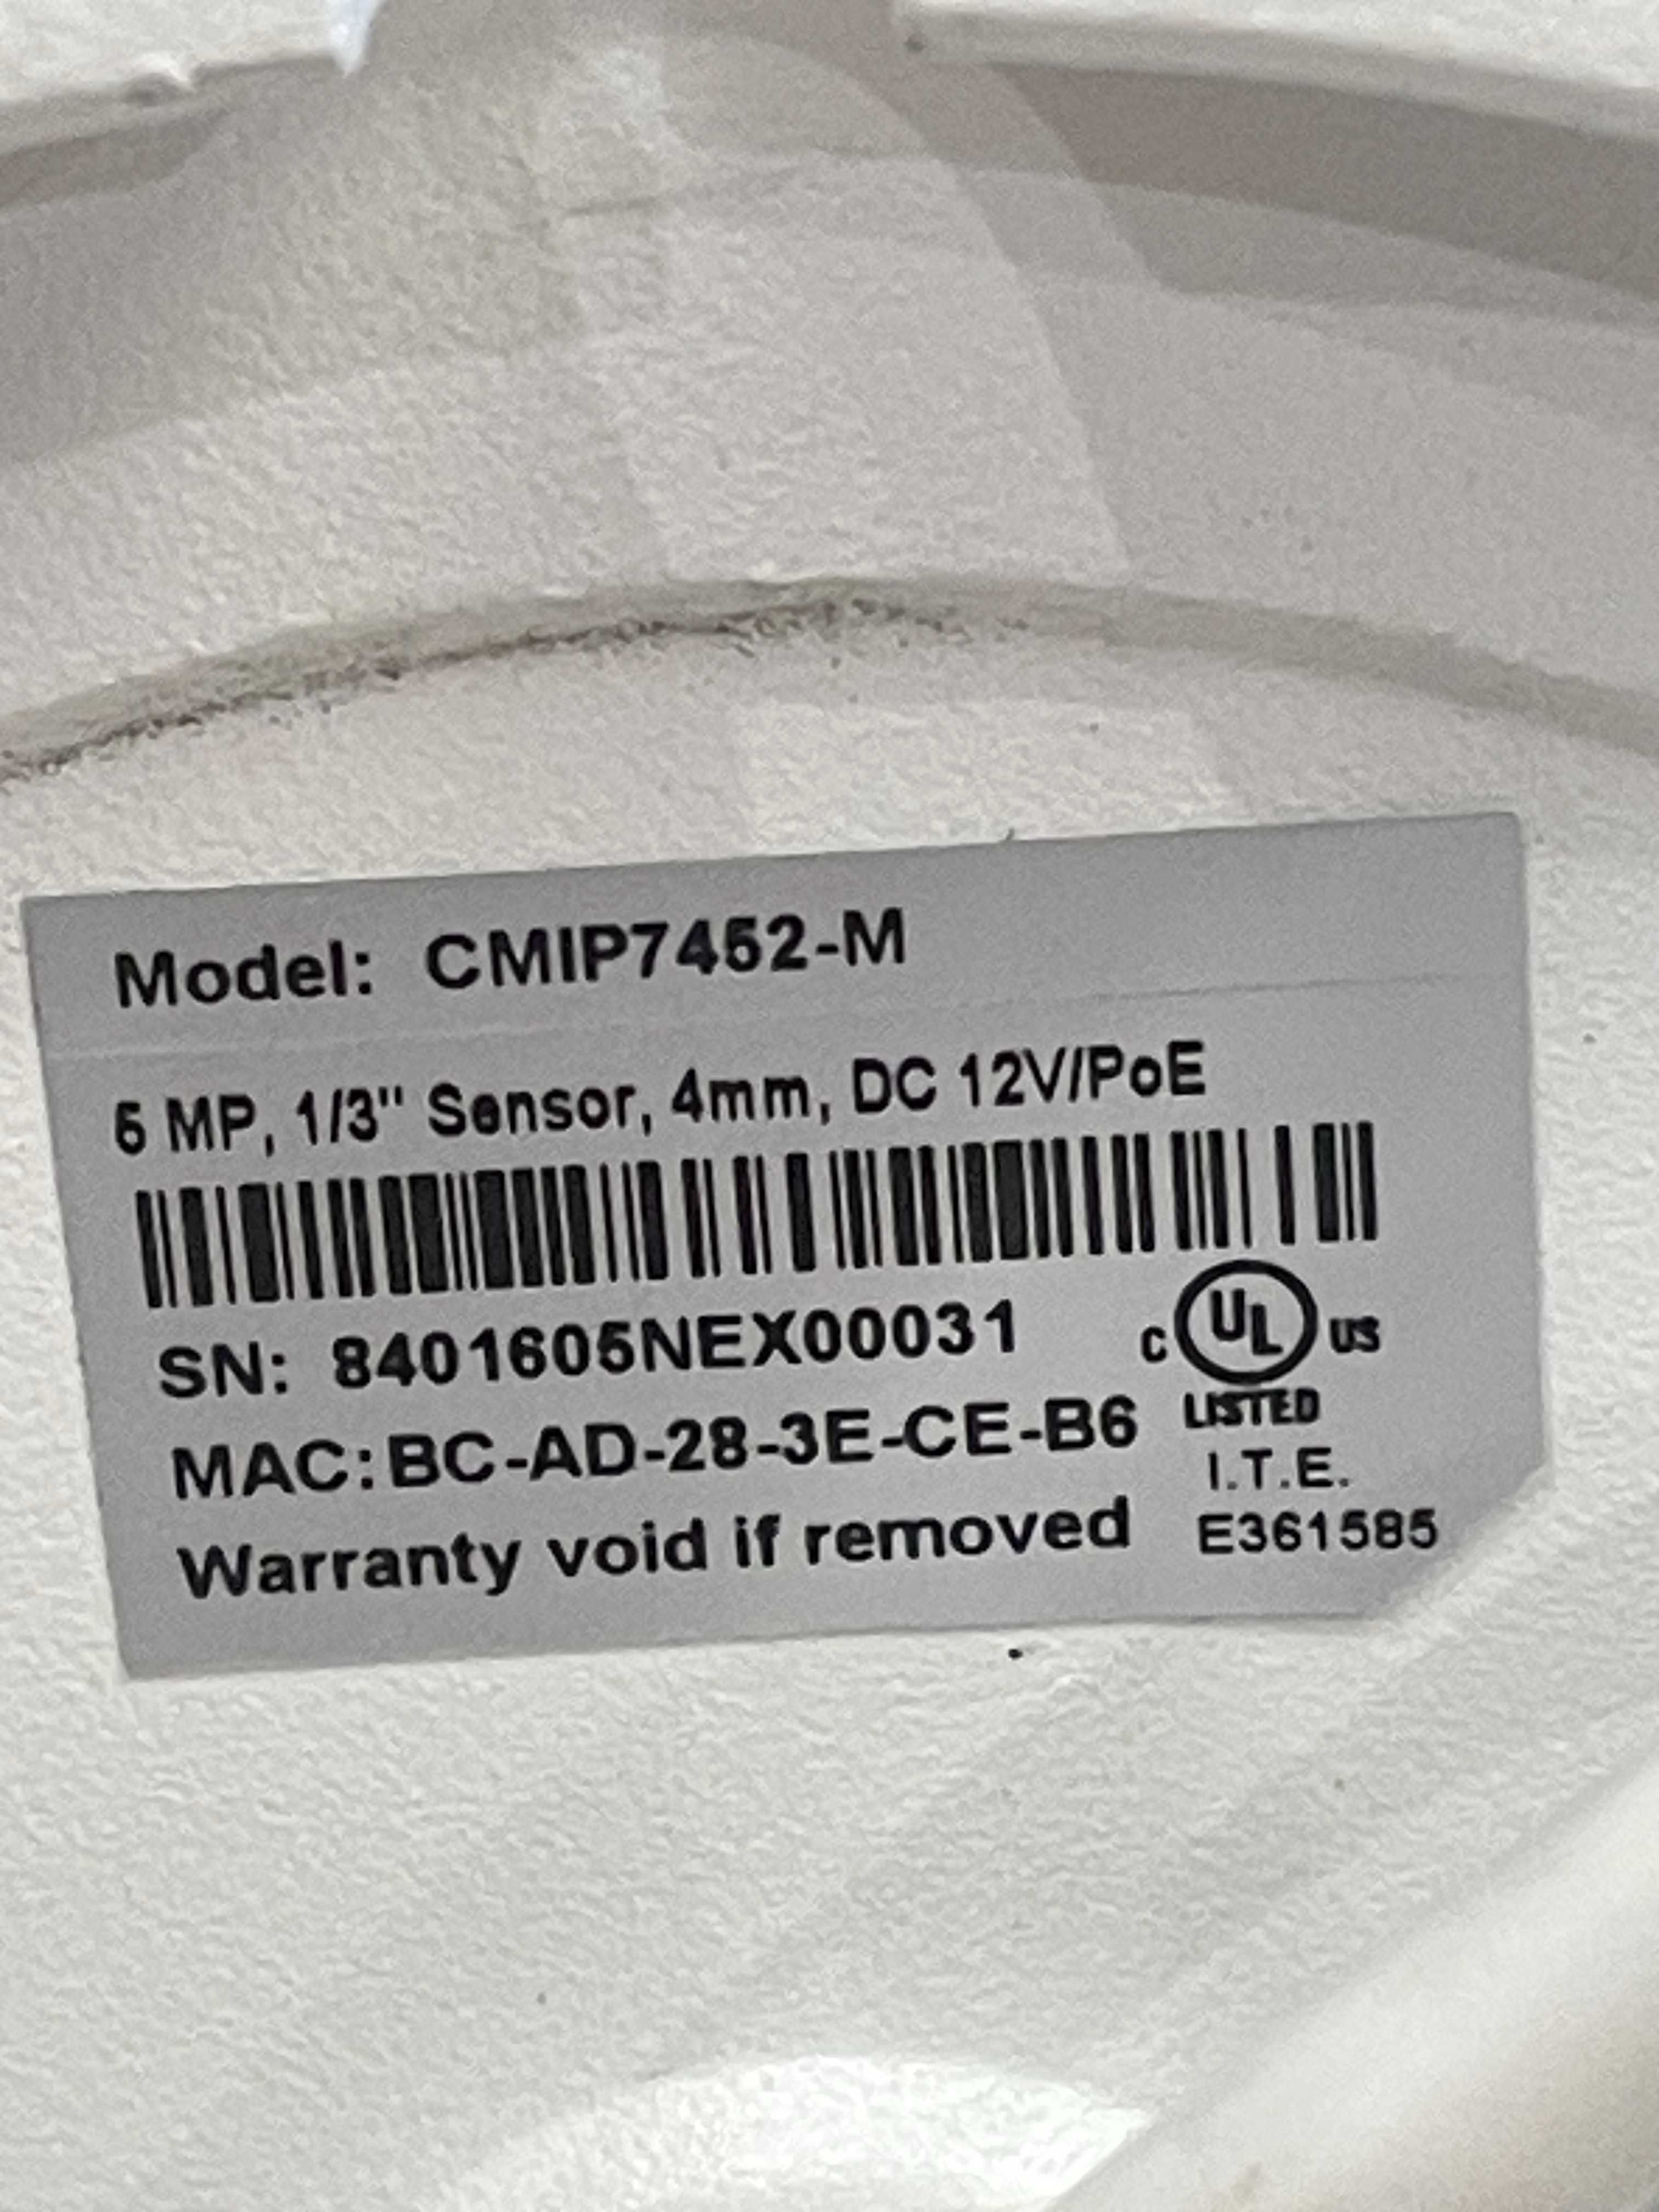 Model: CMIP7452-M
5 MP, 1/3" Sensor, 4mm, DC 12V/PoE
SN: 8401605NEX00031
C UL US
LISTED
MAC:BC-AD-28-3E-CE-B6
I.T.E.
Warranty void if removed
E361585